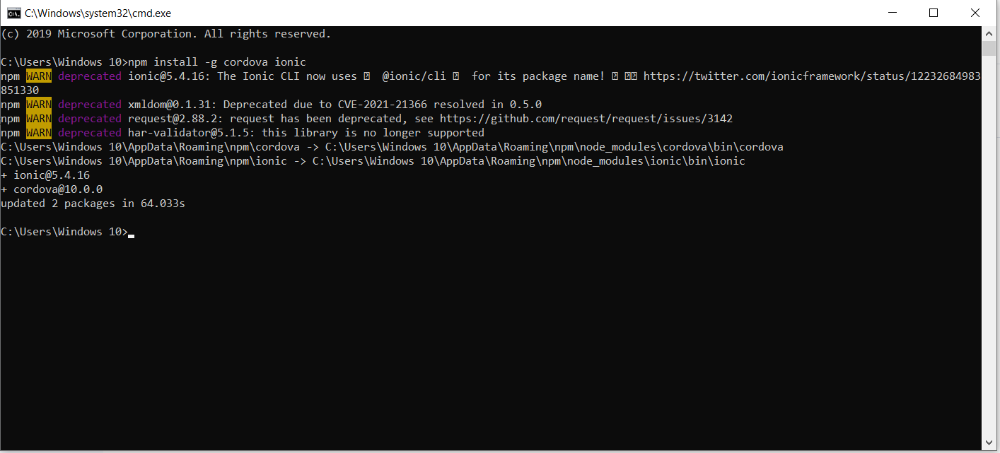 C:\Windows\system32\cmd.exe
(c) 2019 Microsoft Corporation. All rights reserved.
C:\Users\Windows 10>npm install -g cordova ionic
npm WARN deprecated ionic@5.4.16: The Ionic CLI now uses ⍰  @ionic/cli ⍰  for its package name! ⍰ ⍰⍰ https://twitter.com/ionicframework/status/12232684983
851330
npm WARN deprecated xmldom@0.1.31: Deprecated due to CVE-2021-21366 resolved in 0.5.0
npm WARN deprecated request@2.88.2: request has been deprecated, see https://github.com/request/request/issues/3142
npm WARN deprecated har-validator@5.1.5: this library is no longer supported
C:\Users\Windows 10\AppData\Roaming\npm\cordova -> C:\Users\Windows 10\AppData\Roaming\npm\node_modules\cordova\bin\cordova
C:\Users\Windows 10\AppData\Roaming\npm\ionic -> C:\Users\Windows 10\AppData\Roaming\npm\node_modules\ionic\bin\ionic
+ ionic@5.4.16
+ cordova@10.0.0
updated 2 packages in 64.033s
C:\Users\Windows 10>